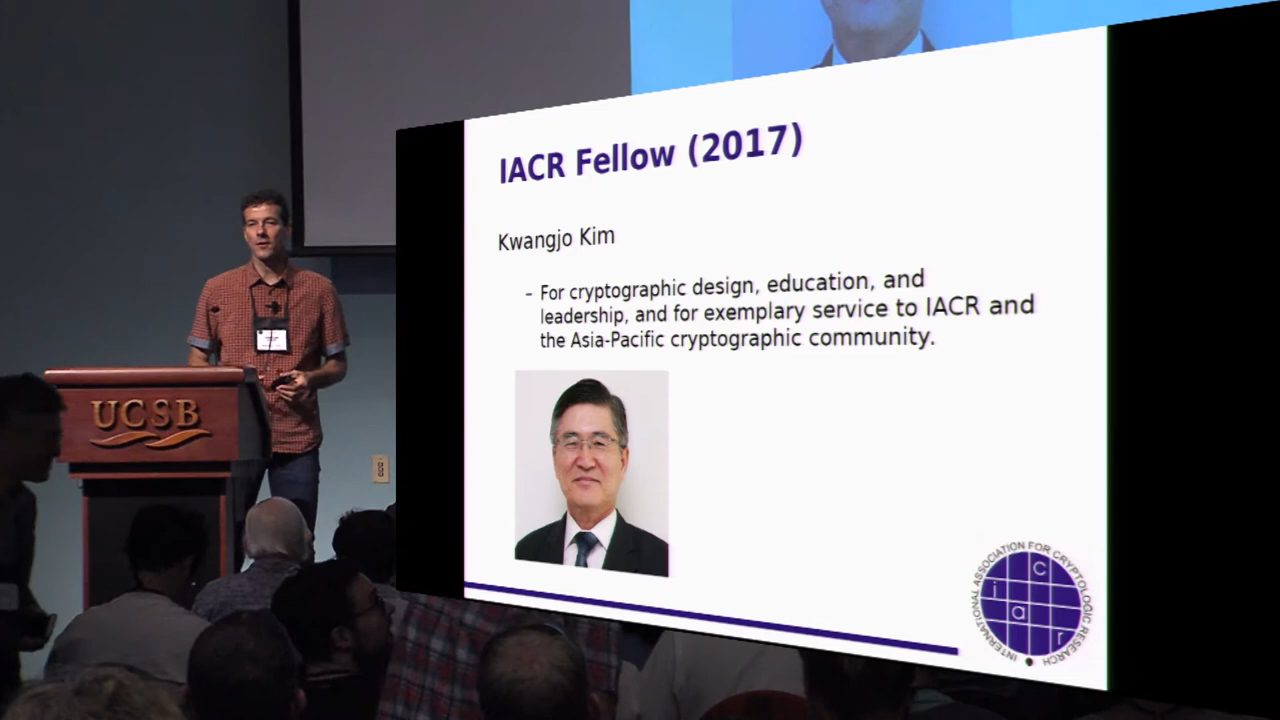 IACR Fellow (2017)
Kwangjo Kim
– For cryptographic design, education, and
leadership, and for exemplary service to IACR and
the Asia-Pacific cryptographic community.
UCSB
INTERNATIONAL ASSOCIATION FOR CRYPTOLOGIC RESEARCH
i a c r